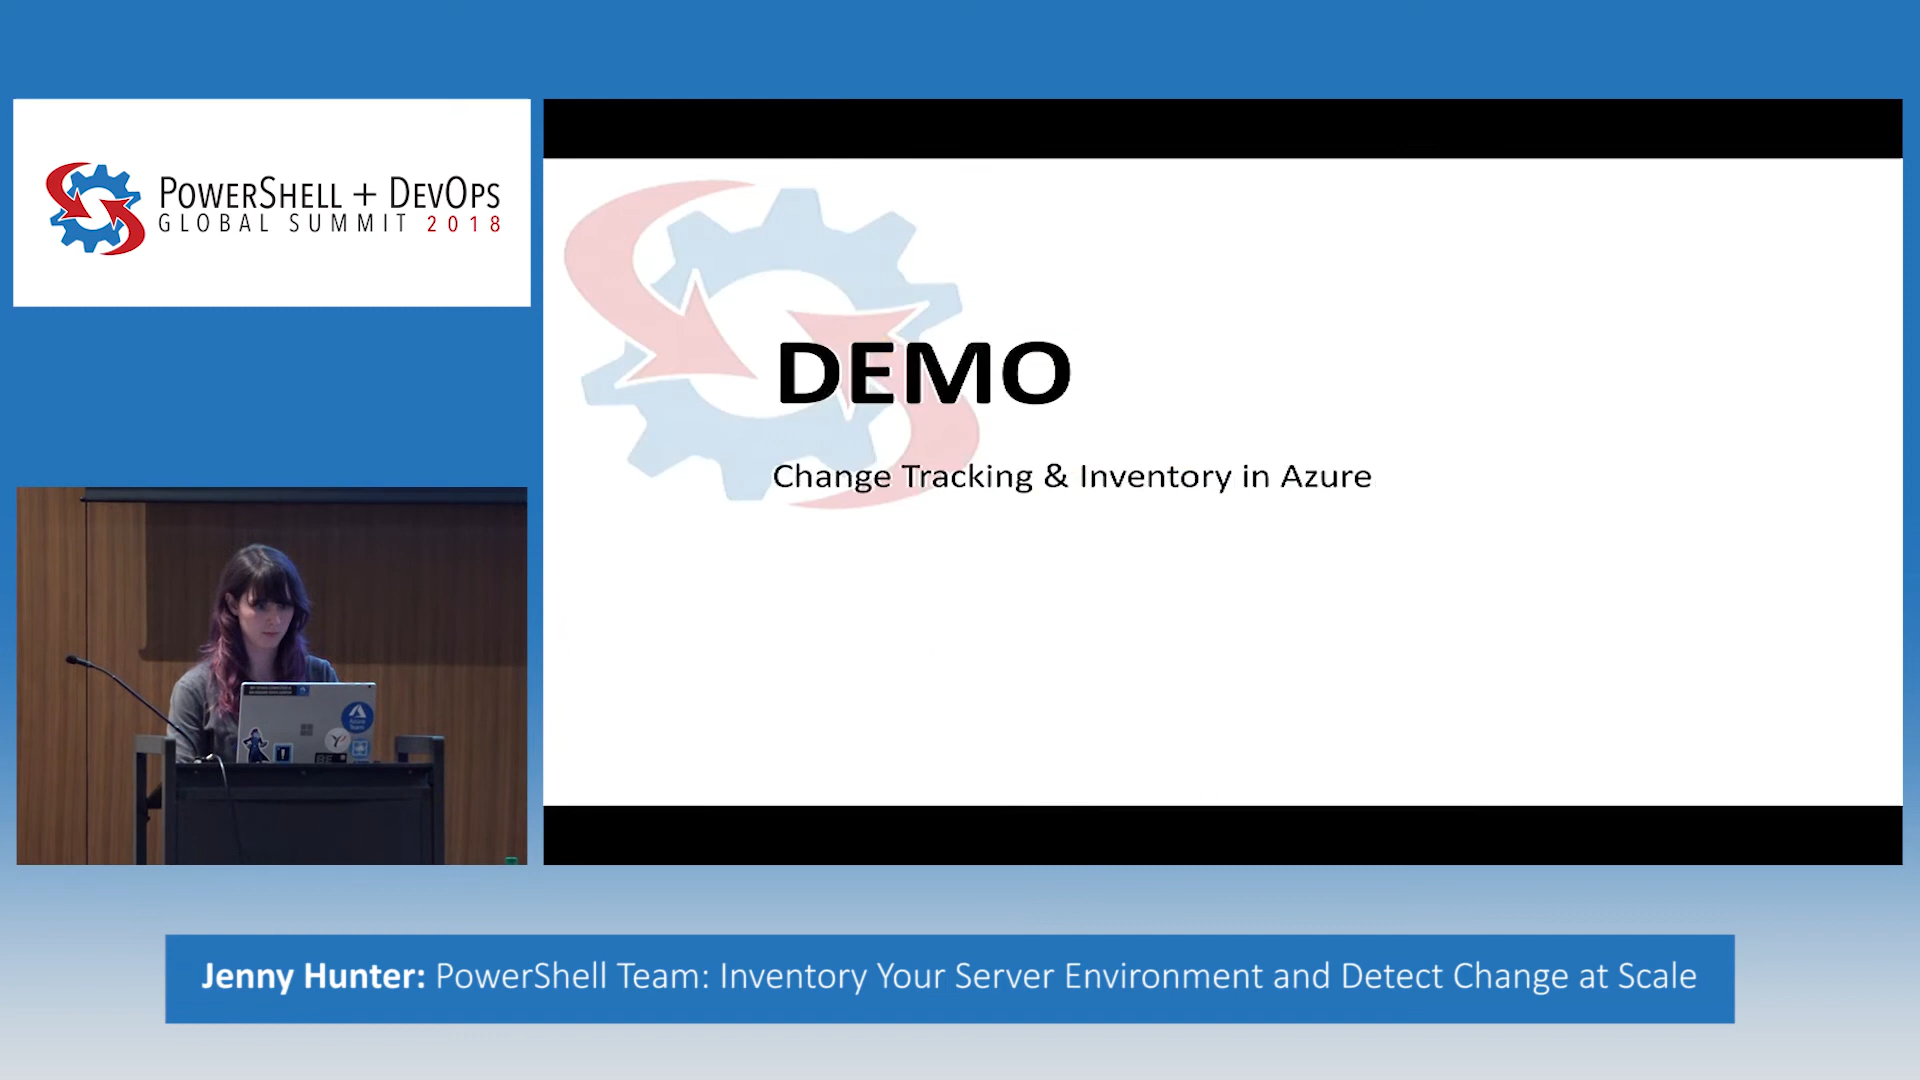 POWERSHELL + DEVOPS
GLOBAL SUMMIT 2018
DEMO
Change Tracking & Inventory in Azure
Azure
Jenny Hunter: PowerShell Team: Inventory Your Server Environment and Detect Change at Scale